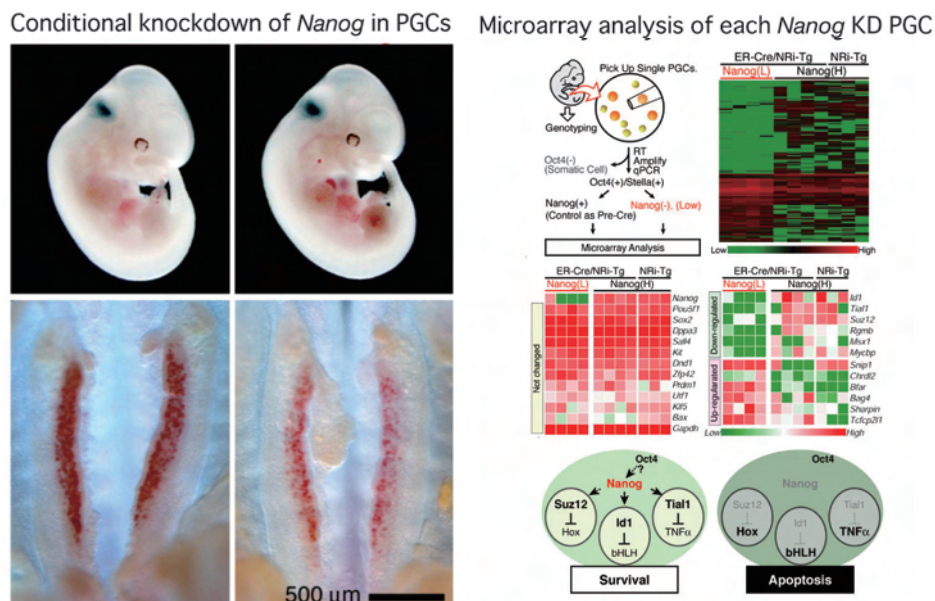 Conditional knockdown of Nanog in PGCs
500 µm
Microarray analysis of each Nanog KD PGC
Pick Up Single PGCs.
Genotyping
RT
Amplify
qPCR
Oct4(-)
(Somatic Cell)
Oct4(+)/Stella(+)
Nanog(+)
(Control as Pre-Cre)
Nanog(-), (Low)
Microarray Analysis
ER-Cre/NRi-Tg NRi-Tg
Nanog(L) Nanog(H)
Low High
ER-Cre/NRi-Tg NRi-Tg
Nanog(L) Nanog(H)
Not changed
Nanog
Pou5f1
Sox2
Dppa3
Sall4
Kit
Dnd1
Zfp42
Prdm1
Utf1
Klf5
Bax
Gapdh
ER-Cre/NRi-Tg NRi-Tg
Nanog(L) Nanog(H)
Down-regulated
Id1
Tial1
Suz12
Rgmb
Msx1
Mycbp
Up-regularated
Snip1
Chrdl2
Bfar
Bag4
Sharpin
Tcfcp2l1
Low High
Oct4
?
Nanog
Suz12
Hox
Id1
bHLH
Tial1
TNFα
Survival
Oct4
Nanog
Suz12
Hox
Id1
bHLH
Tial1
TNFα
Apoptosis